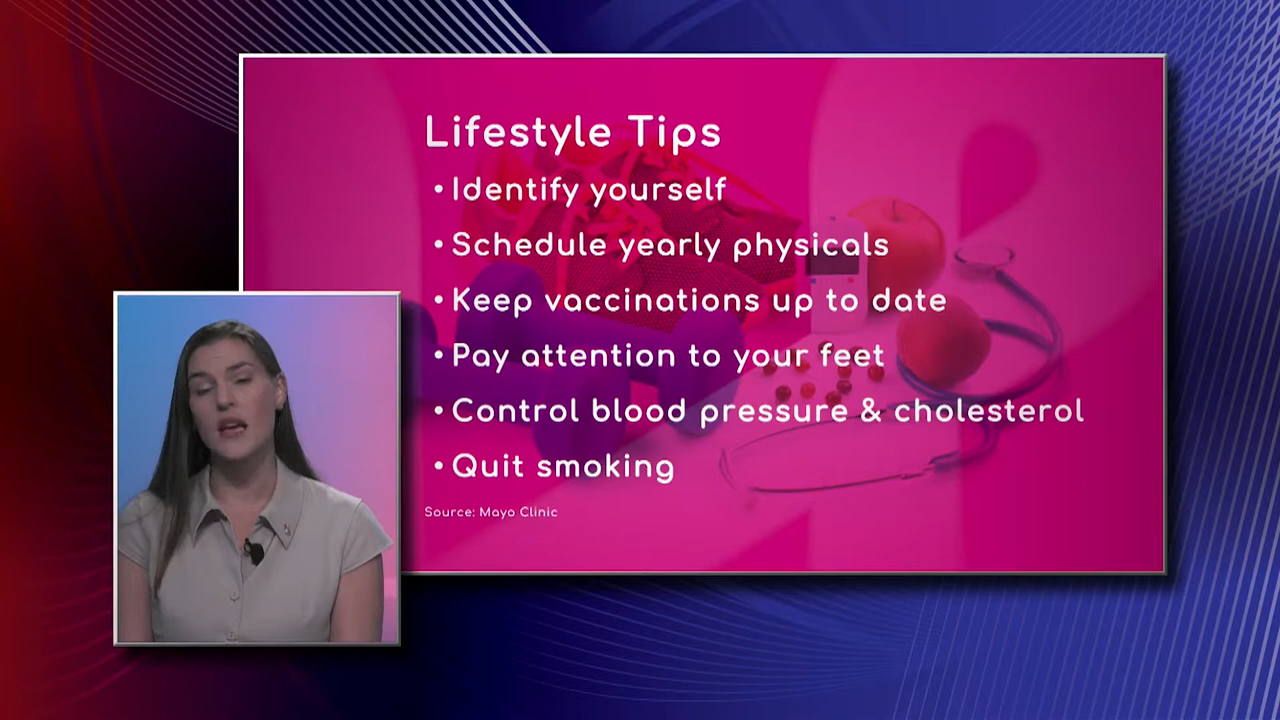 Lifestyle Tips
• Identify yourself
• Schedule yearly physicals
• Keep vaccinations up to date
• Pay attention to your feet
• Control blood pressure & cholesterol
• Quit smoking
Source: Mayo Clinic